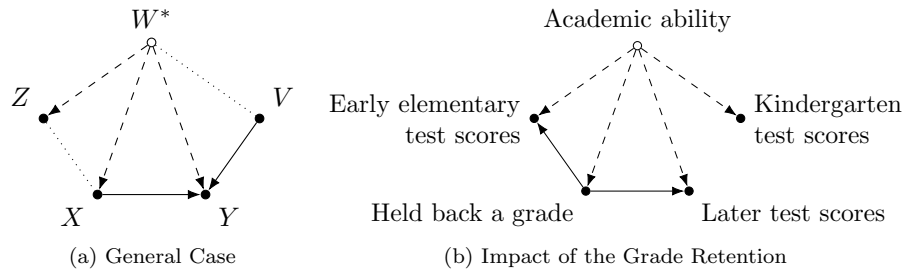 W*
Z
V
X
Y
(a) General Case
Academic ability
Early elementary
test scores
Kindergarten
test scores
Held back a grade
Later test scores
(b) Impact of the Grade Retention